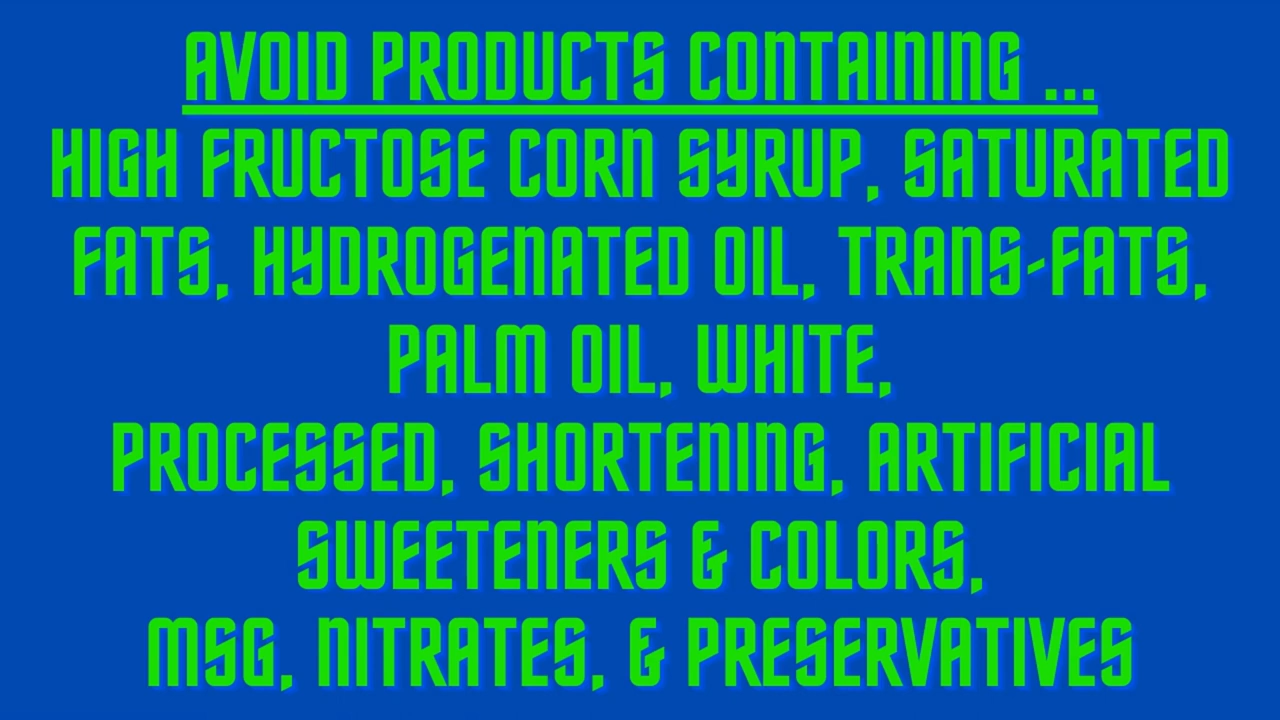 AVOID PRODUCTS CONTAINING ...
HIGH FRUCTOSE CORN SYRUP, SATURATED
FATS, HYDROGENATED OIL, TRANS-FATS,
PALM OIL, WHITE,
PROCESSED, SHORTENING, ARTIFICIAL
SWEETENERS & COLORS,
MSG, NITRATES, & PRESERVATIVES